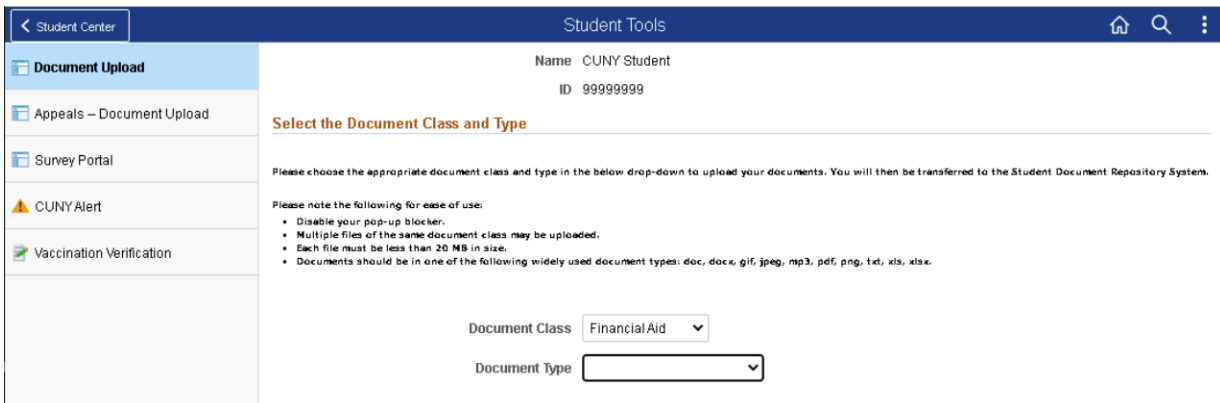 Student Center
Student Tools
Document Upload
Appeals – Document Upload
Survey Portal
CUNY Alert
Vaccination Verification
Name CUNY Student
ID 99999999
Select the Document Class and Type
Please choose the appropriate document class and type in the below drop-down to upload your documents. You will then be transferred to the Student Document Repository System.
Please note the following for ease of use:
• Disable your pop-up blocker.
• Multiple files of the same document class may be uploaded.
• Each file must be less than 20 MB in size.
• Documents should be in one of the following widely used document types: doc, docx, gif, jpeg, mp3, pdf, png, txt, xls, xlsx.
Document Class Financial Aid
Document Type